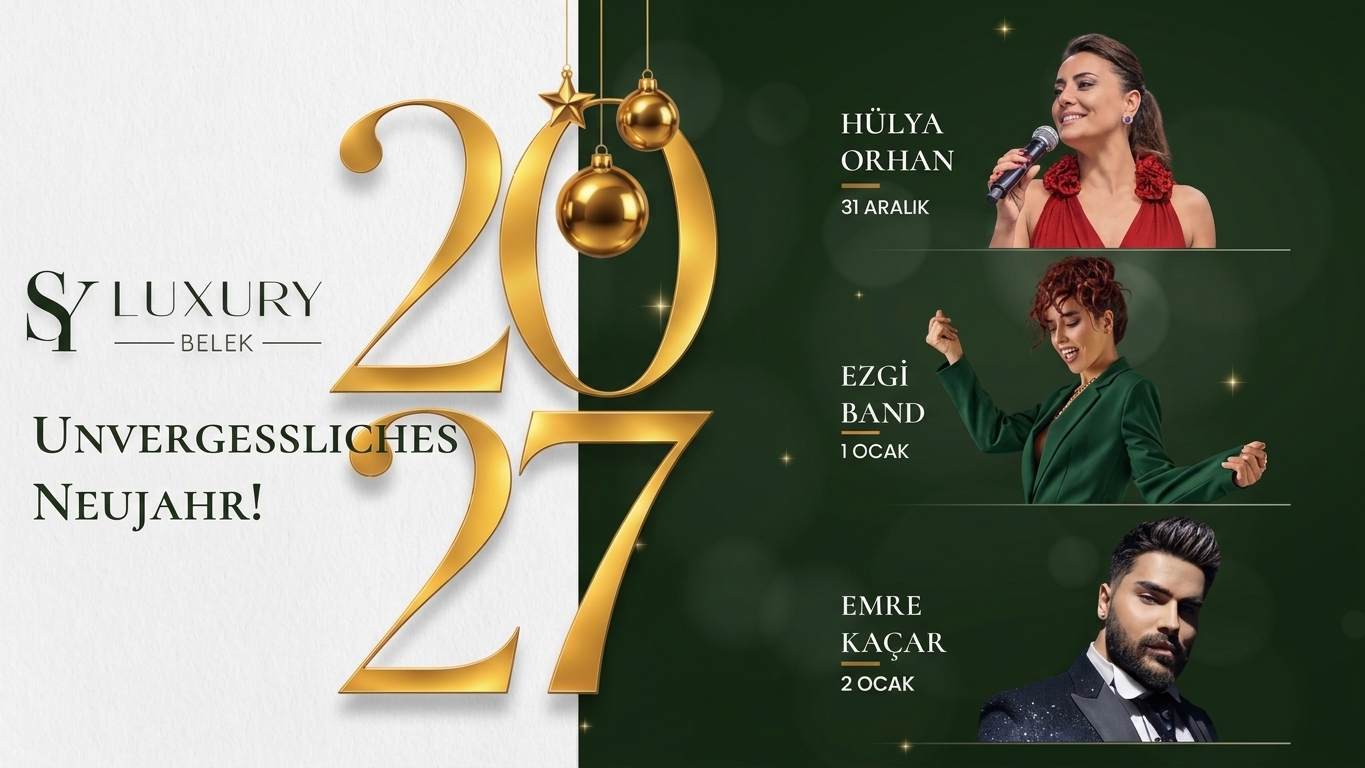 SY LUXURY
BELEK
UNVERGESSLICHES
NEUJAHR!
20
27
HÜLYA
ORHAN
31 ARALIK
EZGİ
BAND
1 OCAK
EMRE
KAÇAR
2 OCAK